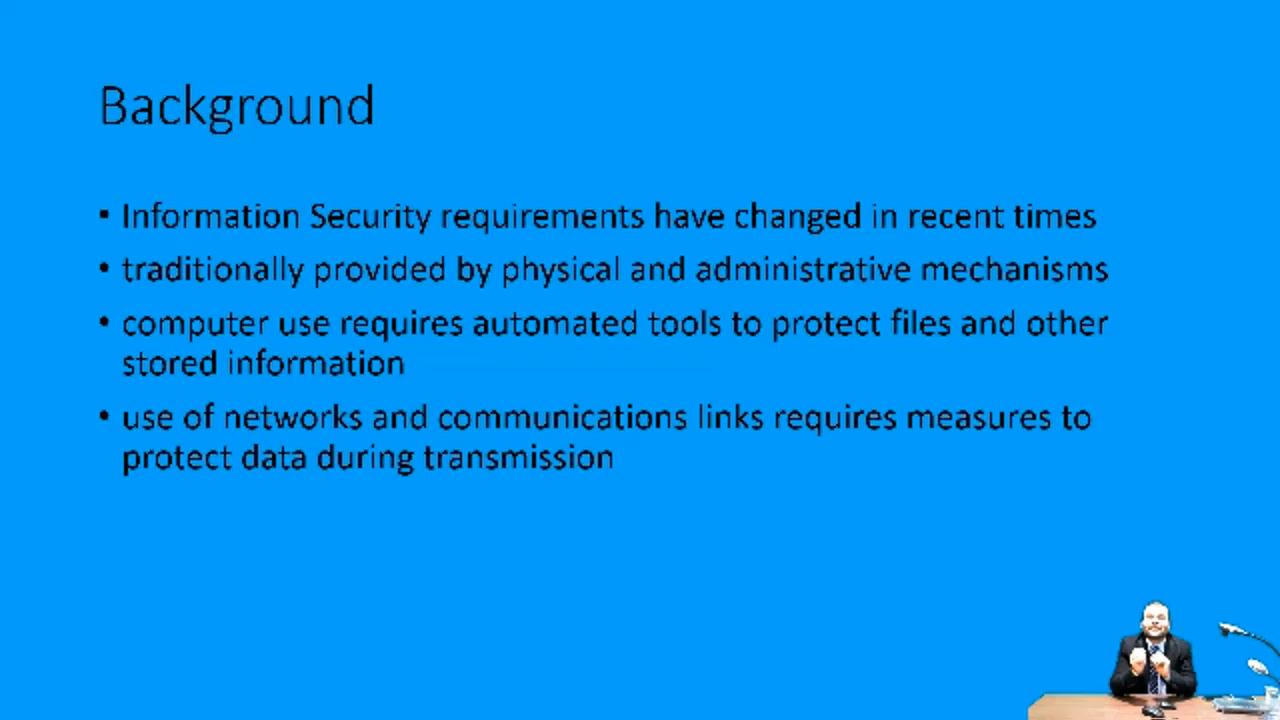 Background
▪ Information Security requirements have changed in recent times
• traditionally provided by physical and administrative mechanisms
• computer use requires automated tools to protect files and other
stored information
• use of networks and communications links requires measures to
protect data during transmission